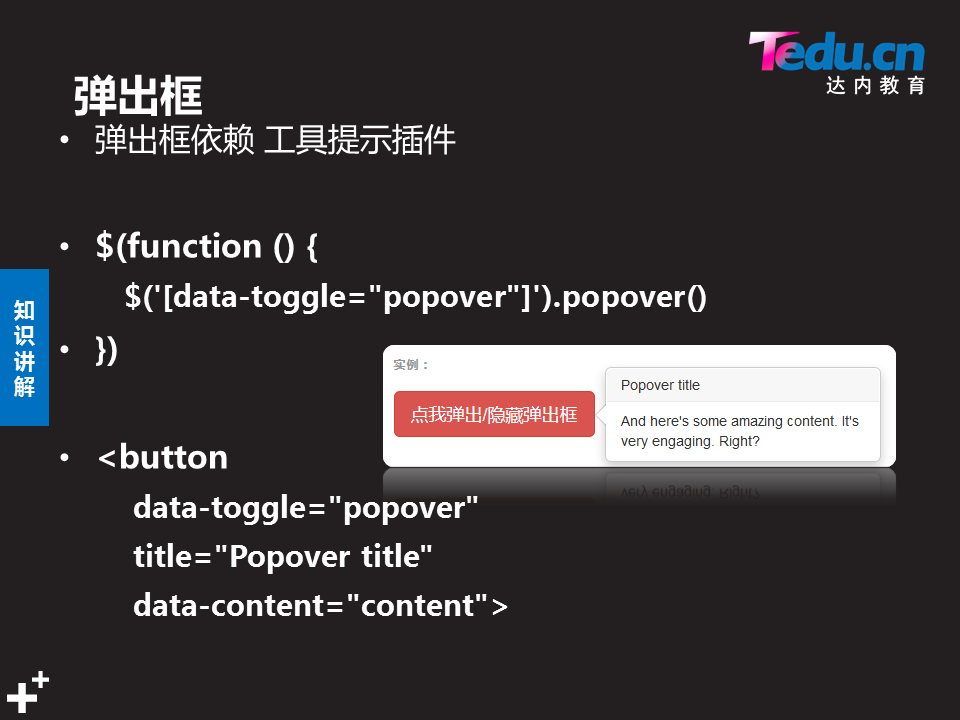 Tedu.cn
达内教育
弹出框
• 弹出框依赖 工具提示插件
• $(function () {
$('[data-toggle="popover"]').popover()
• })
知识讲解
实例：
点我弹出/隐藏弹出框
Popover title
And here's some amazing content. It's
very engaging. Right?
• <button
data-toggle="popover"
title="Popover title"
data-content="content">